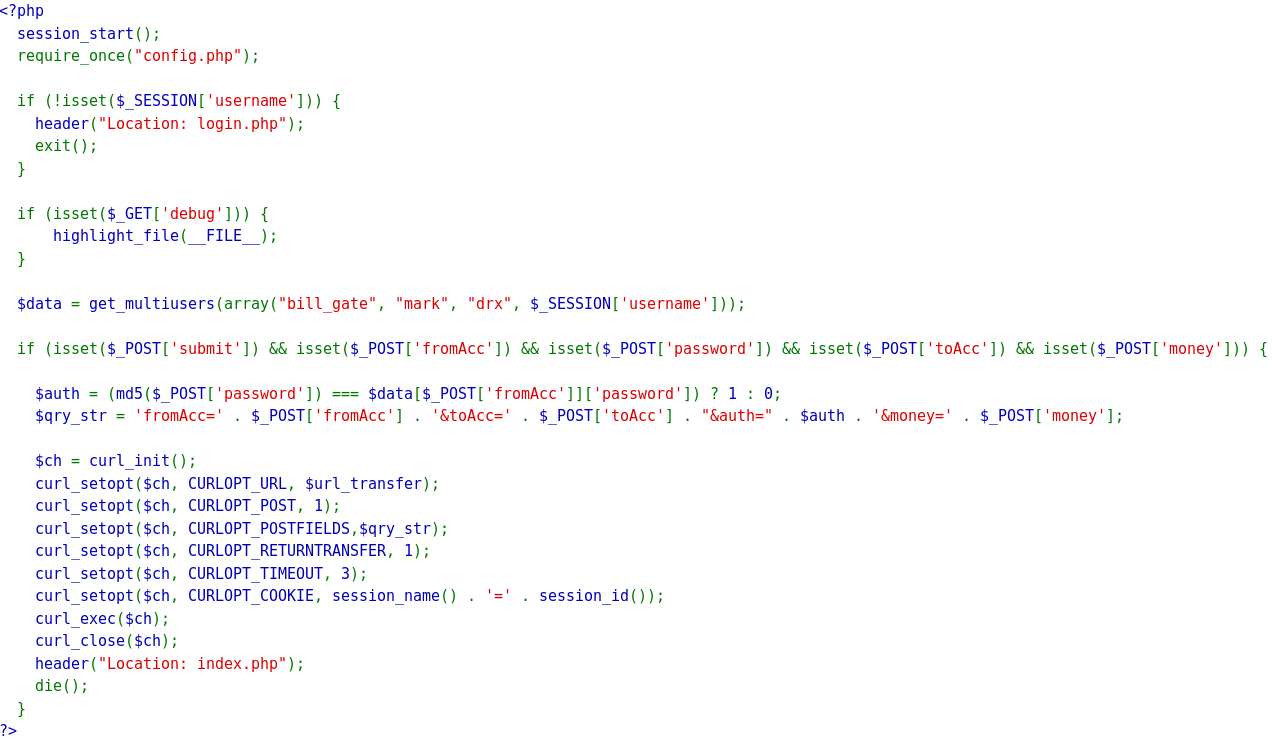 <?php
  session_start();
  require_once("config.php");

  if (!isset($_SESSION['username'])) {
    header("Location: login.php");
    exit();
  }

  if (isset($_GET['debug'])) {
      highlight_file(__FILE__);
  }

  $data = get_multiusers(array("bill_gate", "mark", "drx", $_SESSION['username']));

  if (isset($_POST['submit']) && isset($_POST['fromAcc']) && isset($_POST['password']) && isset($_POST['toAcc']) && isset($_POST['money'])) {

    $auth = (md5($_POST['password']) === $data[$_POST['fromAcc']]['password']) ? 1 : 0;
    $qry_str = 'fromAcc=' . $_POST['fromAcc'] . '&toAcc=' . $_POST['toAcc'] . "&auth=" . $auth . '&money=' . $_POST['money'];

    $ch = curl_init();
    curl_setopt($ch, CURLOPT_URL, $url_transfer);
    curl_setopt($ch, CURLOPT_POST, 1);
    curl_setopt($ch, CURLOPT_POSTFIELDS,$qry_str);
    curl_setopt($ch, CURLOPT_RETURNTRANSFER, 1);
    curl_setopt($ch, CURLOPT_TIMEOUT, 3);
    curl_setopt($ch, CURLOPT_COOKIE, session_name() . '=' . session_id());
    curl_exec($ch);
    curl_close($ch);
    header("Location: index.php");
    die();
  }
?>